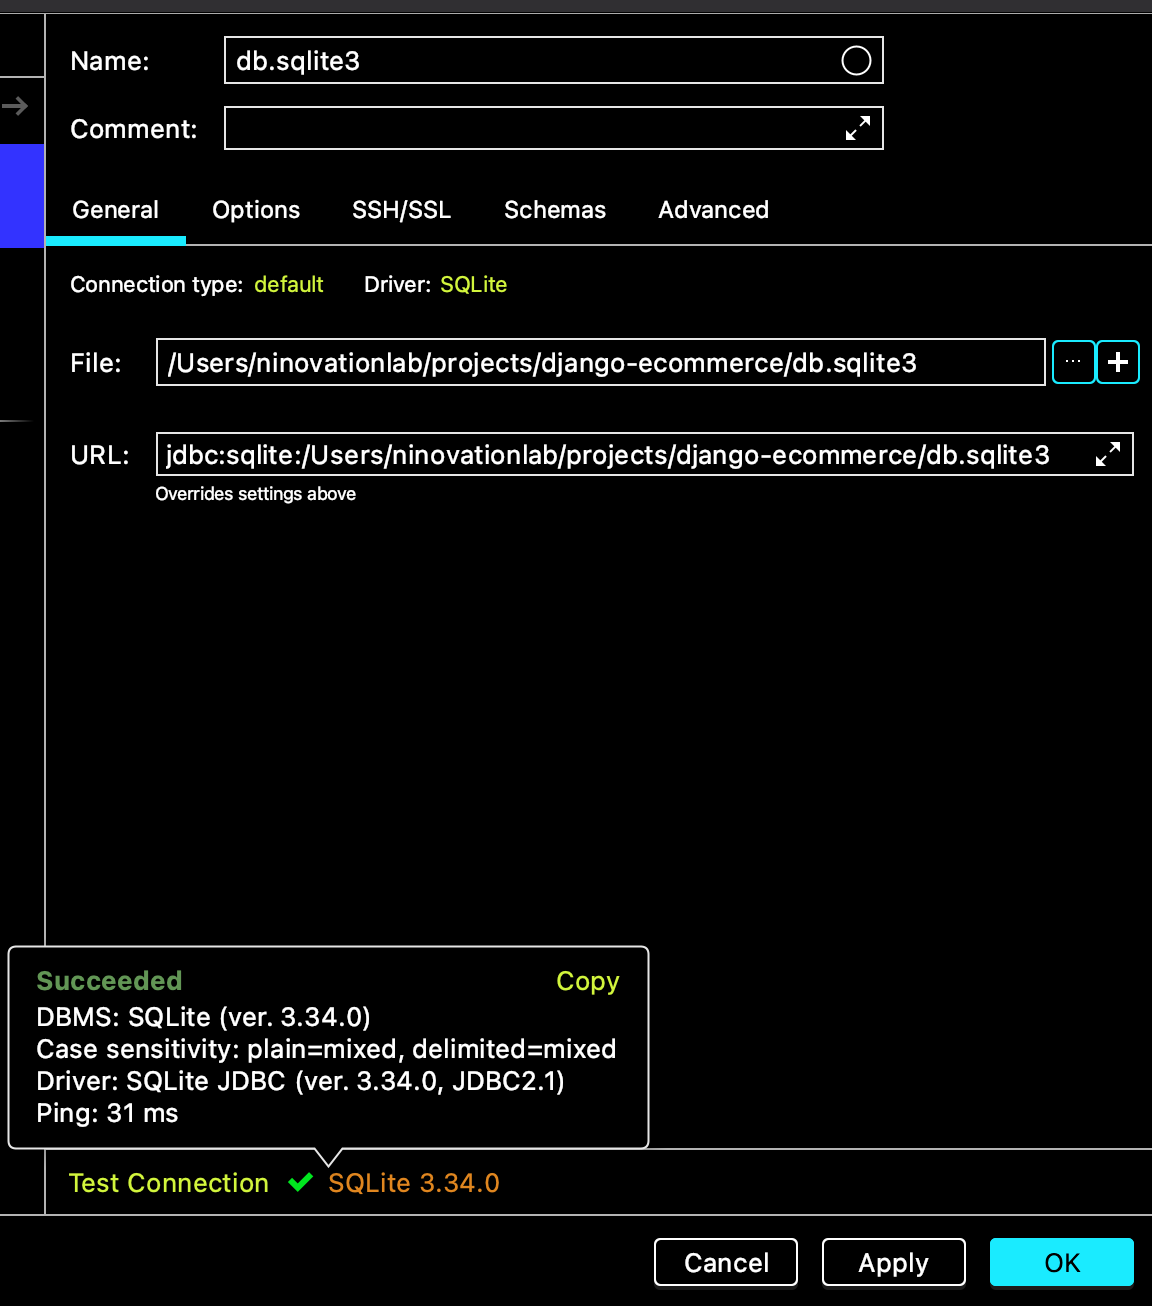 Name: db.sqlite3
Comment:
General Options SSH/SSL Schemas Advanced
Connection type: default Driver: SQLite
File: /Users/ninovationlab/projects/django-ecommerce/db.sqlite3 ... +
URL: jdbc:sqlite:/Users/ninovationlab/projects/django-ecommerce/db.sqlite3
Overrides settings above
Succeeded Copy
DBMS: SQLite (ver. 3.34.0)
Case sensitivity: plain=mixed, delimited=mixed
Driver: SQLite JDBC (ver. 3.34.0, JDBC2.1)
Ping: 31 ms
Test Connection ✔ SQLite 3.34.0
Cancel Apply OK